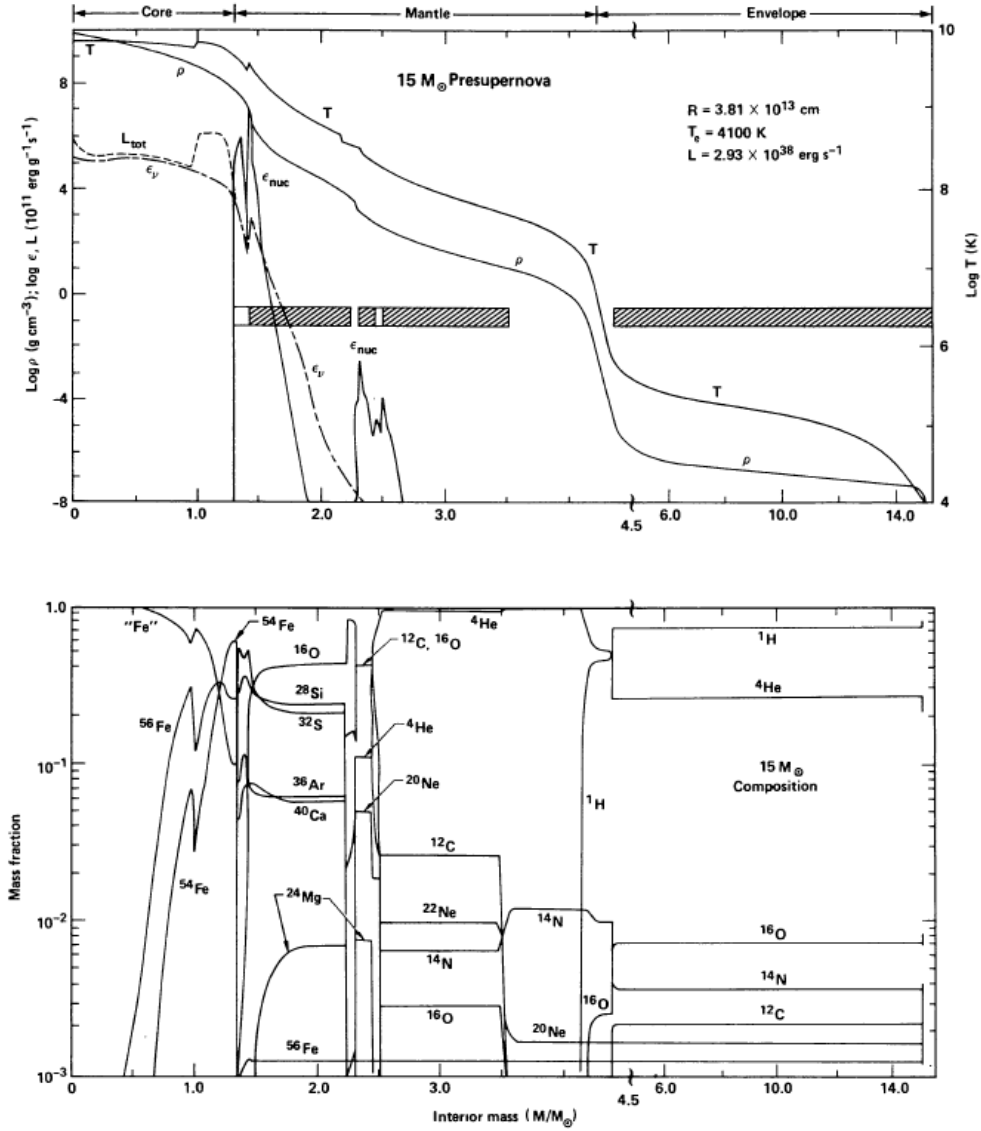 Core Mantle Envelope
15 M⊙ Presupernova
R = 3.81 × 10¹³ cm
Tₑ = 4100 K
L = 2.93 × 10³⁸ erg s⁻¹
T
ρ
T
L_tot
ε_ν
ε_nuc
T
ρ
ε_ν
ε_nuc
T
ρ
Log ρ (g cm⁻³); log ε, L (10¹¹ erg g⁻¹ s⁻¹)
8
4
0
−4
−8
Log T (K)
10
8
6
4
0 1.0 2.0 3.0 4.5 6.0 10.0 14.0
"Fe"
⁵⁴Fe
¹⁶O
¹²C, ¹⁶O
⁴He
¹H
²⁸Si
³²S
⁴He
⁴He
⁵⁶Fe
³⁶Ar
²⁰Ne
15 M⊙
Composition
⁴⁰Ca
¹H
¹²C
⁵⁴Fe
²⁴Mg
²²Ne
¹⁴N
¹⁶O
¹⁴N
¹⁴N
¹⁶O
¹⁶O
¹²C
²⁰Ne
⁵⁶Fe
Mass fraction
1.0
10⁻¹
10⁻²
10⁻³
0 1.0 2.0 3.0 4.5 6.0 10.0 15.0
Interior mass (M/M⊙)